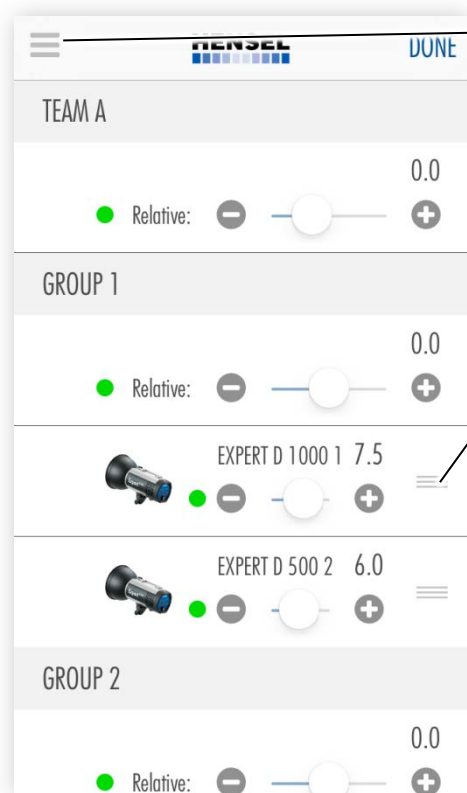 HENSEL
DONE
TEAM A
0.0
Relative:
GROUP 1
0.0
Relative:
EXPERT D 1000 1 7.5
EXPERT D 500 2 6.0
GROUP 2
0.0
Relative: